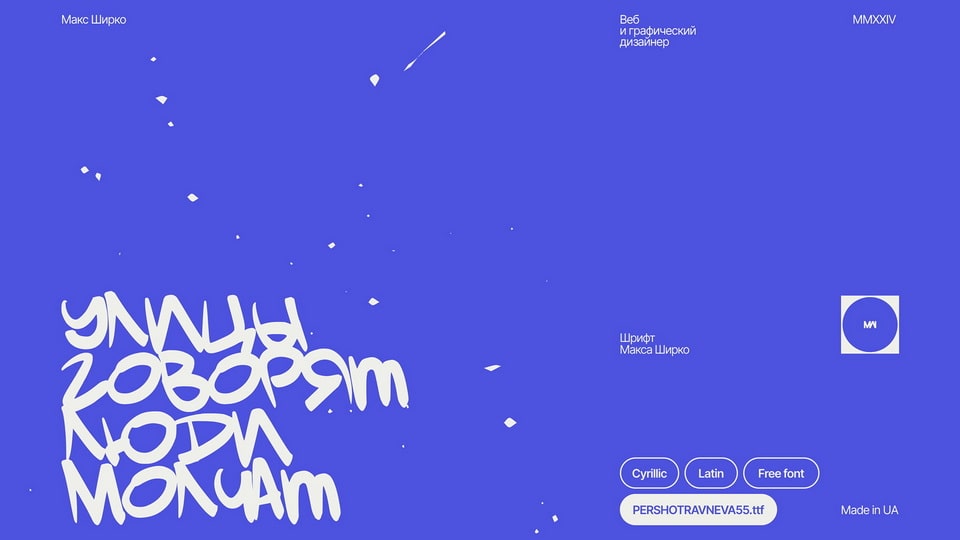 Макс Ширко
Веб
и графический
дизайнер
MMXXIV
улицы
говорят
люди
молчат
Шрифт
Макса Ширко
Cyrillic
Latin
Free font
PERSHOTRAVNEVA55.ttf
Made in UA